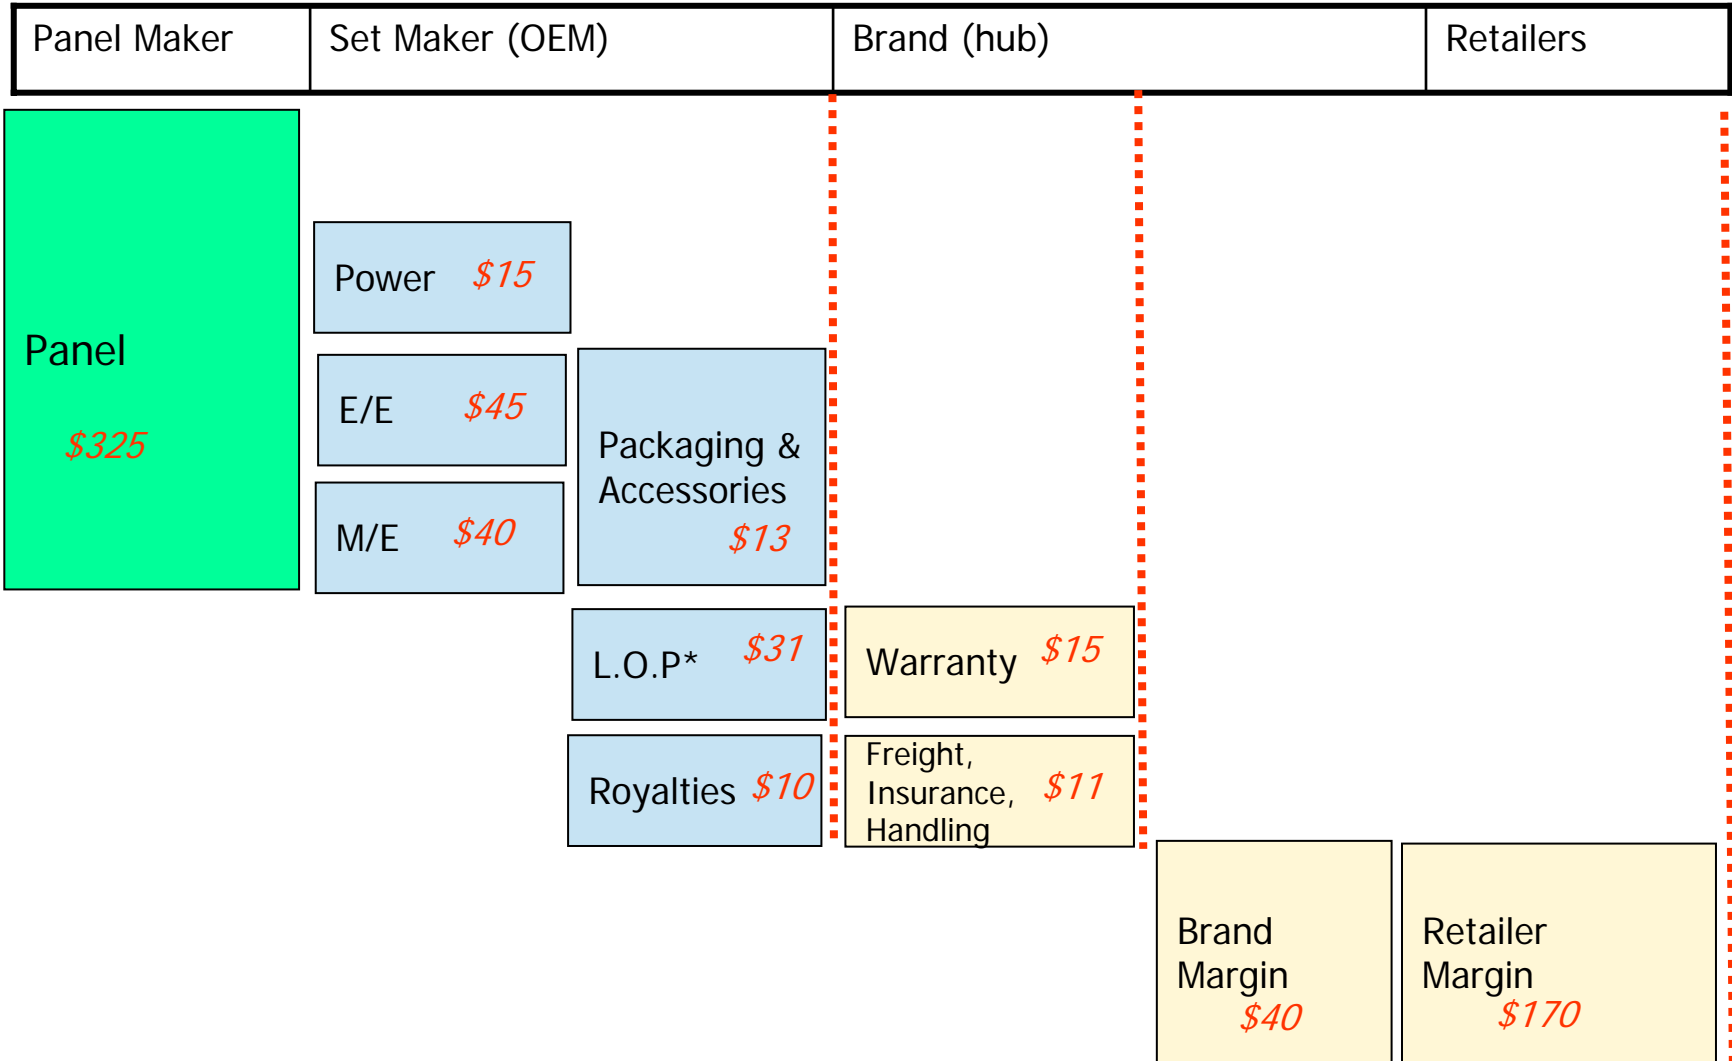 Panel Maker
Set Maker (OEM)
Brand (hub)
Retailers
Panel
$325
Power $15
E/E $45
M/E $40
Packaging &
Accessories
$13
L.O.P* $31
Royalties $10
Warranty $15
Freight,
Insurance, $11
Handling
Brand
Margin
$40
Retailer
Margin
$170